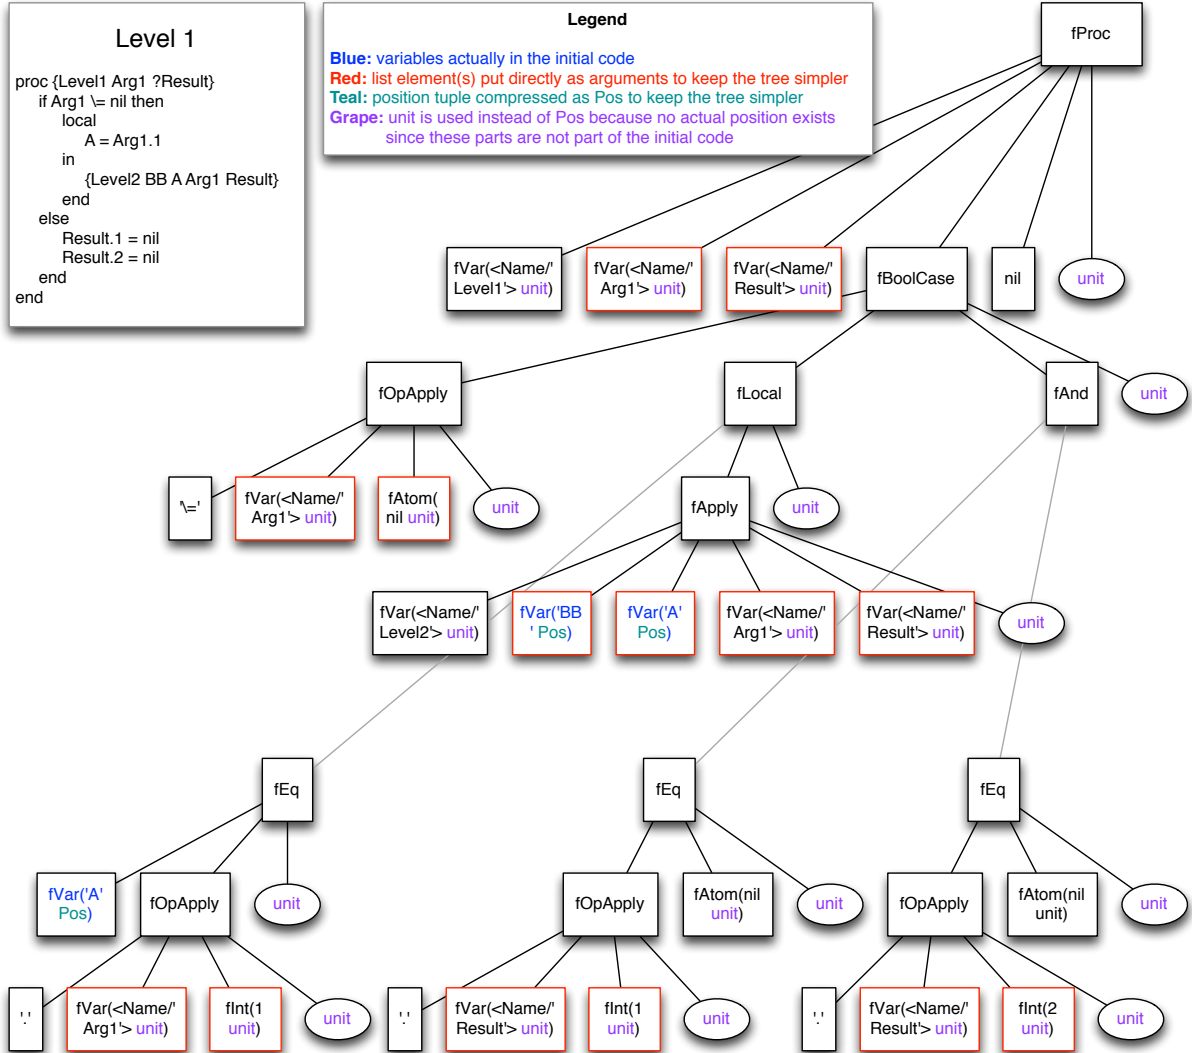 Level 1
proc {Level1 Arg1 ?Result}
if Arg1 \= nil then
local
A = Arg1.1
in
{Level2 BB A Arg1 Result}
end
else
Result.1 = nil
Result.2 = nil
end
end
Legend
Blue: variables actually in the initial code
Red: list element(s) put directly as arguments to keep the tree simpler
Teal: position tuple compressed as Pos to keep the tree simpler
Grape: unit is used instead of Pos because no actual position exists
since these parts are not part of the initial code
fProc
fVar(<Name/'
Level1'> unit)
fVar(<Name/'
Arg1'> unit)
fVar(<Name/'
Result'> unit)
fBoolCase
nil
unit
fOpApply
fLocal
fAnd
unit
'\='
fVar(<Name/'
Arg1'> unit)
fAtom(
nil unit)
unit
fApply
unit
fVar(<Name/'
Level2'> unit)
fVar('BB
' Pos)
fVar('A'
Pos)
fVar(<Name/'
Arg1'> unit)
fVar(<Name/'
Result'> unit)
unit
fEq
fEq
fEq
fVar('A'
Pos)
fOpApply
unit
fOpApply
fAtom(nil
unit)
unit
fOpApply
fAtom(nil
unit)
unit
'.'
fVar(<Name/'
Arg1'> unit)
fInt(1
unit)
unit
'.'
fVar(<Name/'
Result'> unit)
fInt(1
unit)
unit
'.'
fVar(<Name/'
Result'> unit)
fInt(2
unit)
unit